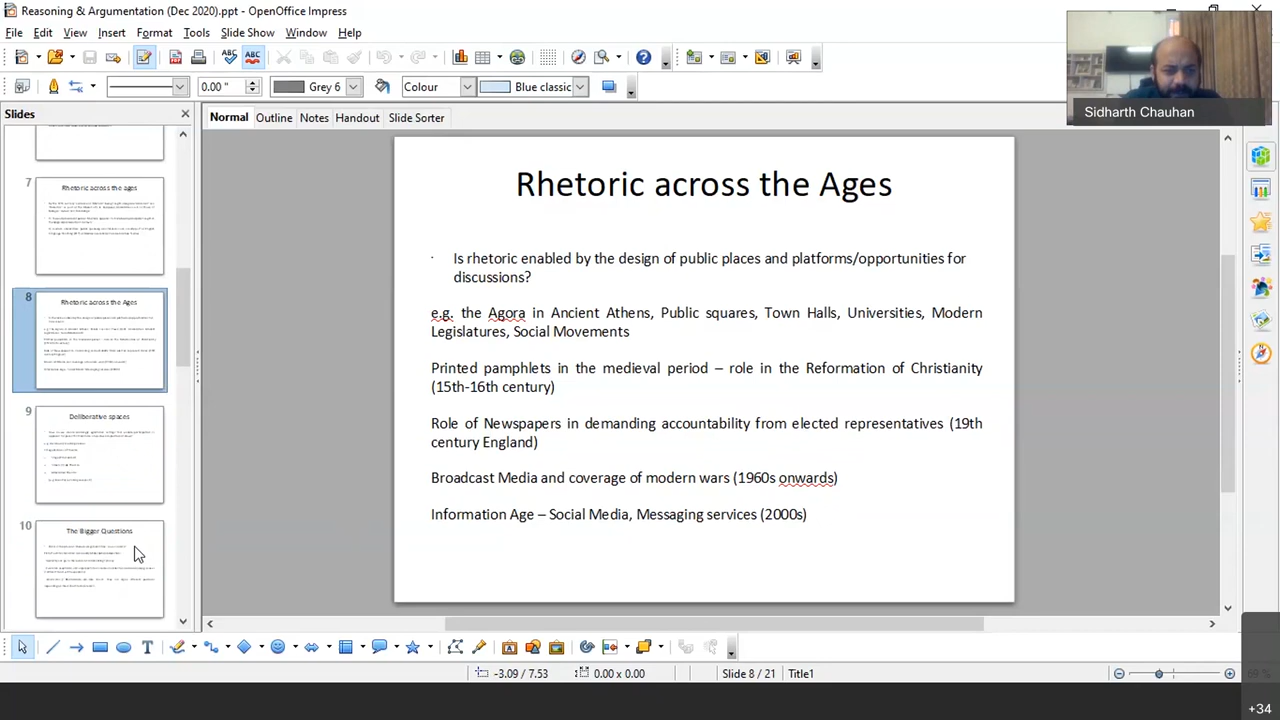 Reasoning & Argumentation (Dec 2020).ppt - OpenOffice Impress
File Edit View Insert Format Tools Slide Show Window Help
0.00 " Grey 6 Colour Blue classic
Sidharth Chauhan
Slides
Normal Outline Notes Handout Slide Sorter
7
Rhetoric across the ages
8
Rhetoric across the Ages
9
Deliberative spaces
10
The Bigger Questions
Rhetoric across the Ages
· Is rhetoric enabled by the design of public places and platforms/opportunities for
discussions?
e.g. the Agora in Ancient Athens, Public squares, Town Halls, Universities, Modern
Legislatures, Social Movements
Printed pamphlets in the medieval period – role in the Reformation of Christianity
(15th-16th century)
Role of Newspapers in demanding accountability from elected representatives (19th
century England)
Broadcast Media and coverage of modern wars (1960s onwards)
Information Age – Social Media, Messaging services (2000s)
-3.09 / 7.53 0.00 x 0.00 Slide 8 / 21 Title1
+34